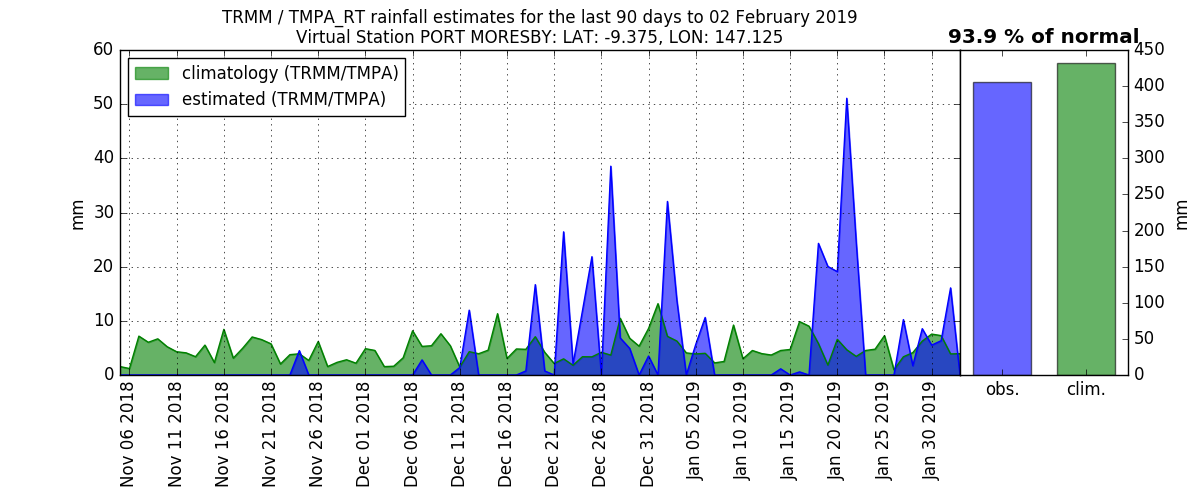 TRMM / TMPA_RT rainfall estimates for the last 90 days to 02 February 2019
Virtual Station PORT MORESBY: LAT: -9.375, LON: 147.125
93.9 % of normal
climatology (TRMM/TMPA)
estimated (TRMM/TMPA)
60
50
40
30
20
10
0
mm
Nov 06 2018
Nov 11 2018
Nov 16 2018
Nov 21 2018
Nov 26 2018
Dec 01 2018
Dec 06 2018
Dec 11 2018
Dec 16 2018
Dec 21 2018
Dec 26 2018
Dec 31 2018
Jan 05 2019
Jan 10 2019
Jan 15 2019
Jan 20 2019
Jan 25 2019
Jan 30 2019
450
400
350
300
250
200
150
100
50
0
mm
obs.
clim.